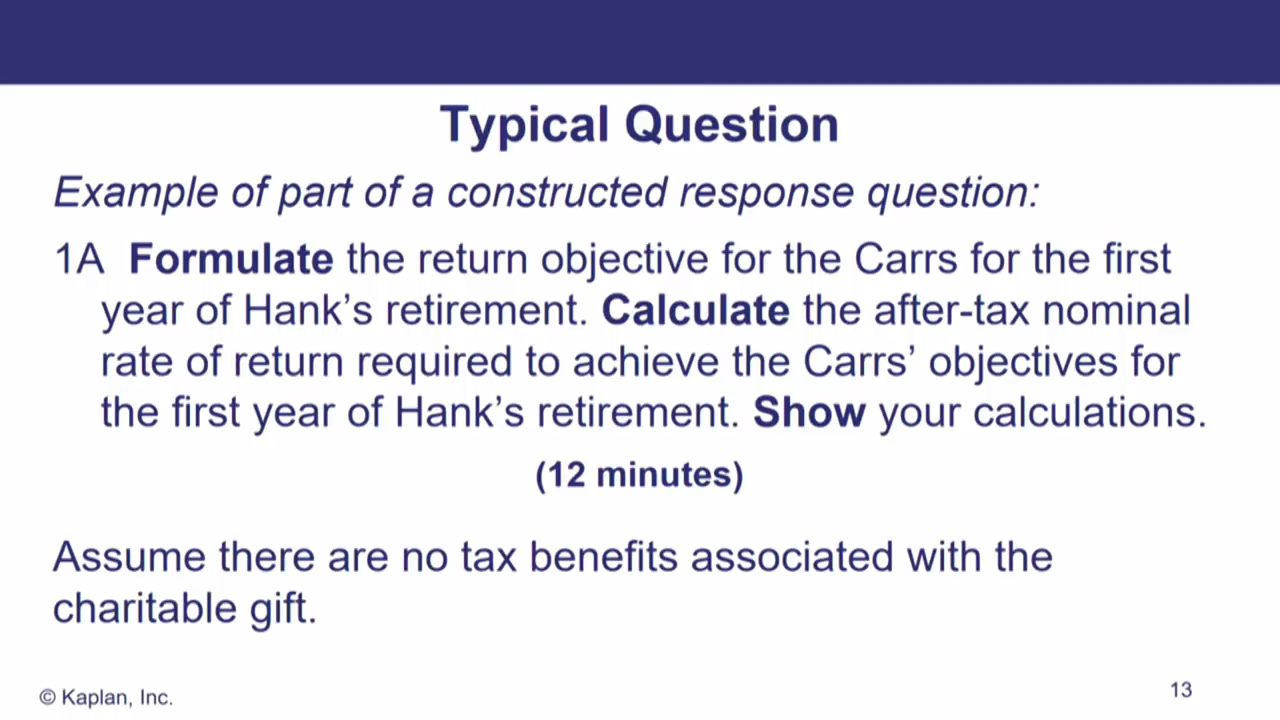 Typical Question
Example of part of a constructed response question:
1A Formulate the return objective for the Carrs for the first
year of Hank’s retirement. Calculate the after-tax nominal
rate of return required to achieve the Carrs’ objectives for
the first year of Hank’s retirement. Show your calculations.
(12 minutes)
Assume there are no tax benefits associated with the
charitable gift.
© Kaplan, Inc.
13